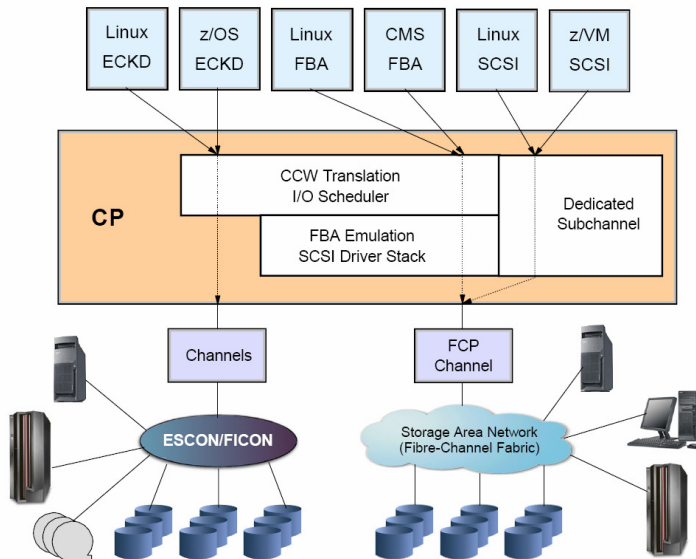 Linux
ECKD
z/OS
ECKD
Linux
FBA
CMS
FBA
Linux
SCSI
z/VM
SCSI
CP
CCW Translation
I/O Scheduler
FBA Emulation
SCSI Driver Stack
Dedicated
Subchannel
Channels
FCP
Channel
ESCON/FICON
Storage Area Network
(Fibre-Channel Fabric)